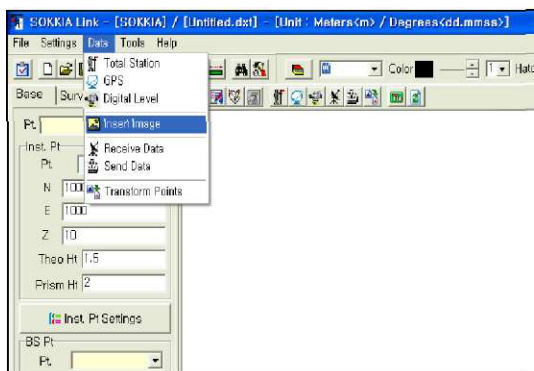 SOKKIA Link - [SOKKIA] / [Untitled.dxf] - [Unit : Meters<m> / Degrees<dd.mmss>]
File Settings Data Tools Help
Color 1
Base
Total Station
GPS
Digital Level
Insert Image
Receive Data
Send Data
Transform Points
Pt.
Inst. Pt
Pt.
N
E 1000
Z 10
Theo Ht 1.5
Prism Ht 2
Inst. Pt Settings
BS Pt
Pt.